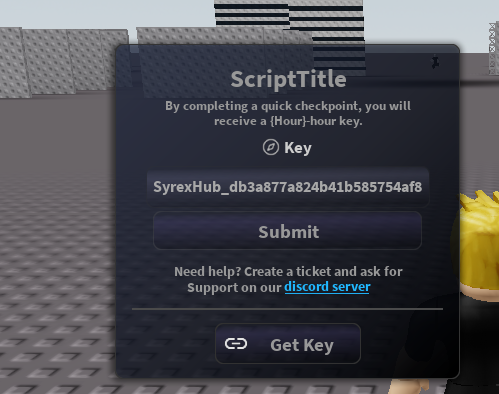 ScriptTitle
By completing a quick checkpoint, you will
receive a {Hour}-hour key.
Key
SyrexHub_db3a877a824b41b585754af8
Submit
Need help? Create a ticket and ask for
Support on our discord server
Get Key